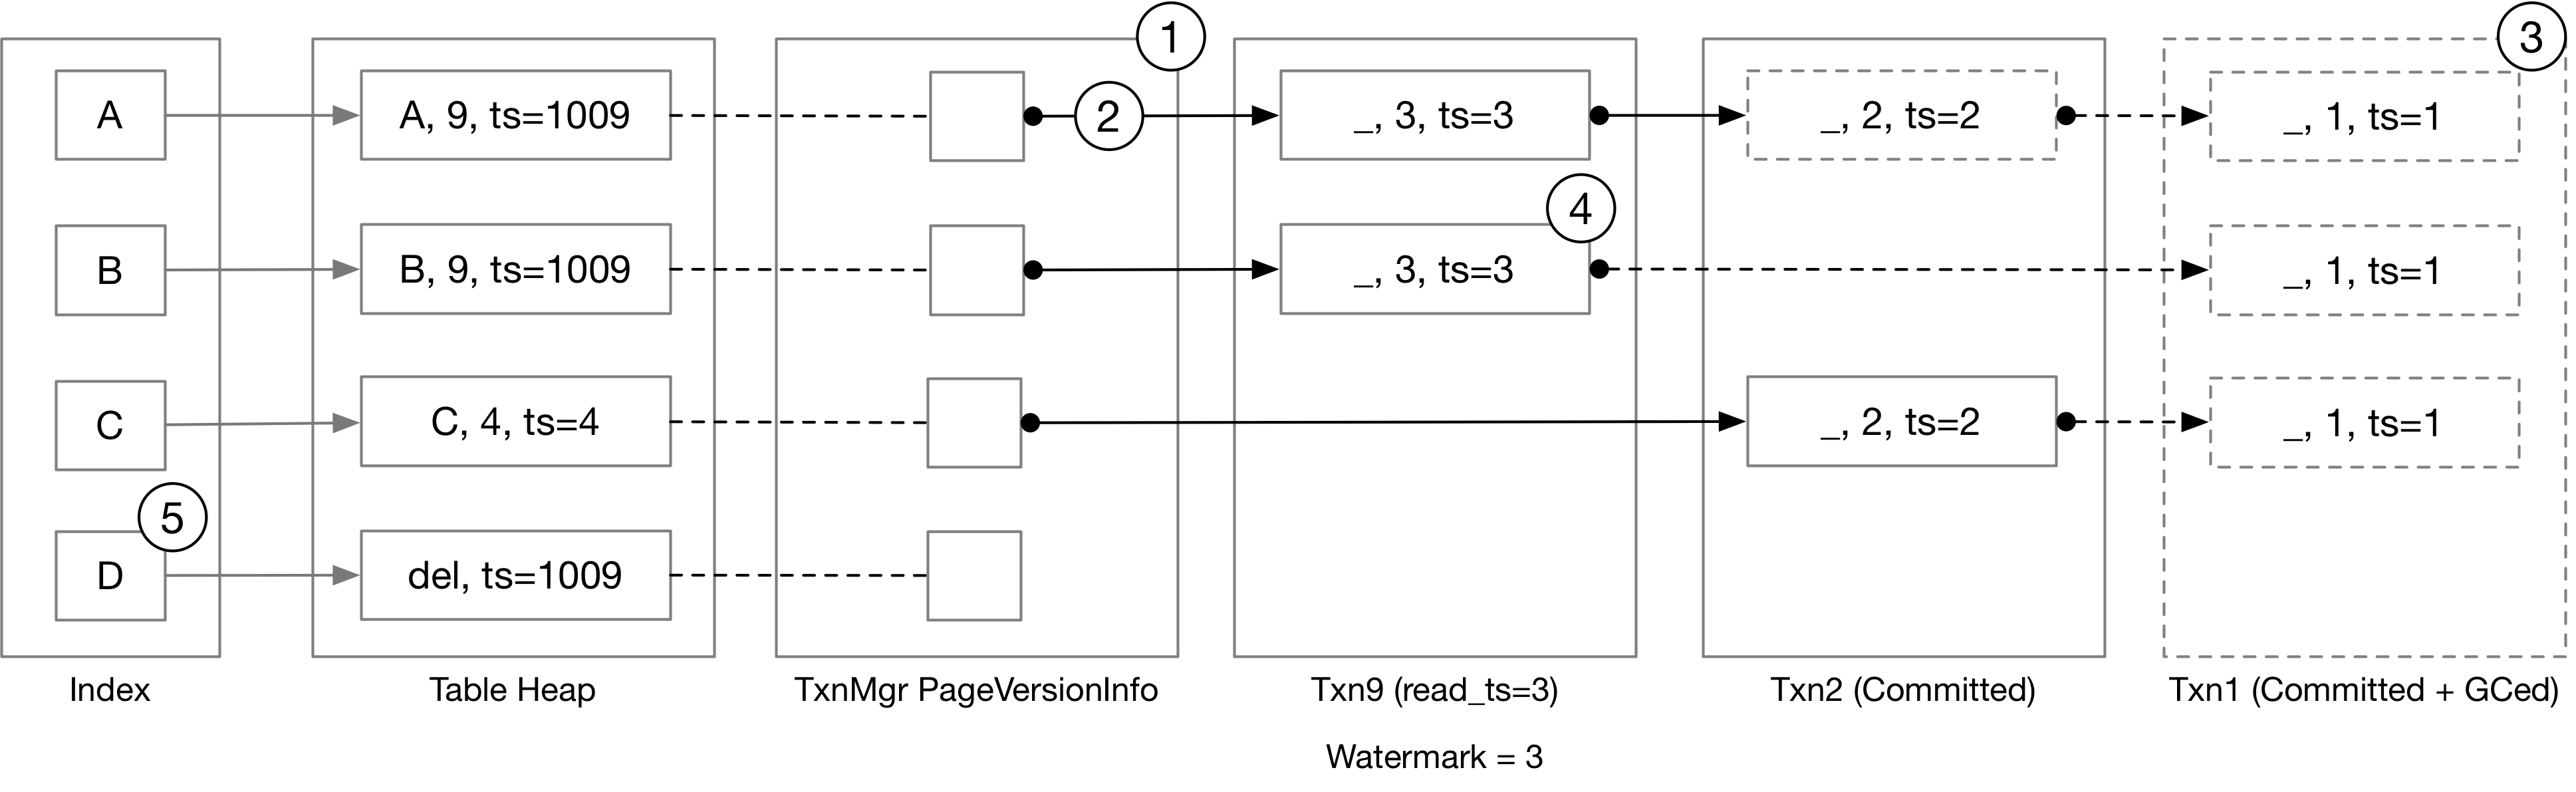 1
3
A
A, 9, ts=1009
2
_, 3, ts=3
_, 2, ts=2
_, 1, ts=1
4
B
B, 9, ts=1009
_, 3, ts=3
_, 1, ts=1
C
C, 4, ts=4
_, 2, ts=2
_, 1, ts=1
5
D
del, ts=1009
Index
Table Heap
TxnMgr PageVersionInfo
Txn9 (read_ts=3)
Txn2 (Committed)
Txn1 (Committed + GCed)
Watermark = 3